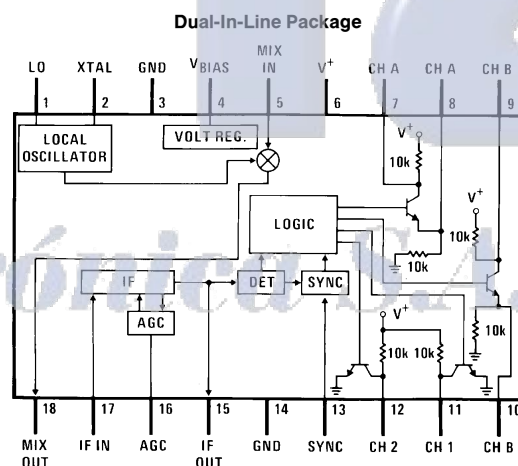 Dual-In-Line Package
LO XTAL GND VBIAS MIX IN V+ CH A CH A CH B
1 2 3 4 5 6 7 8 9
LOCAL OSCILLATOR
VOLT REG.
V+
10k
LOGIC
10k
V+
10k
10k
IF
DET
SYNC
AGC
V+
10k 10k
18 17 16 15 14 13 12 11 10
MIX OUT IF IN AGC IF OUT GND SYNC CH 2 CH 1 CH B
rónica S.A.